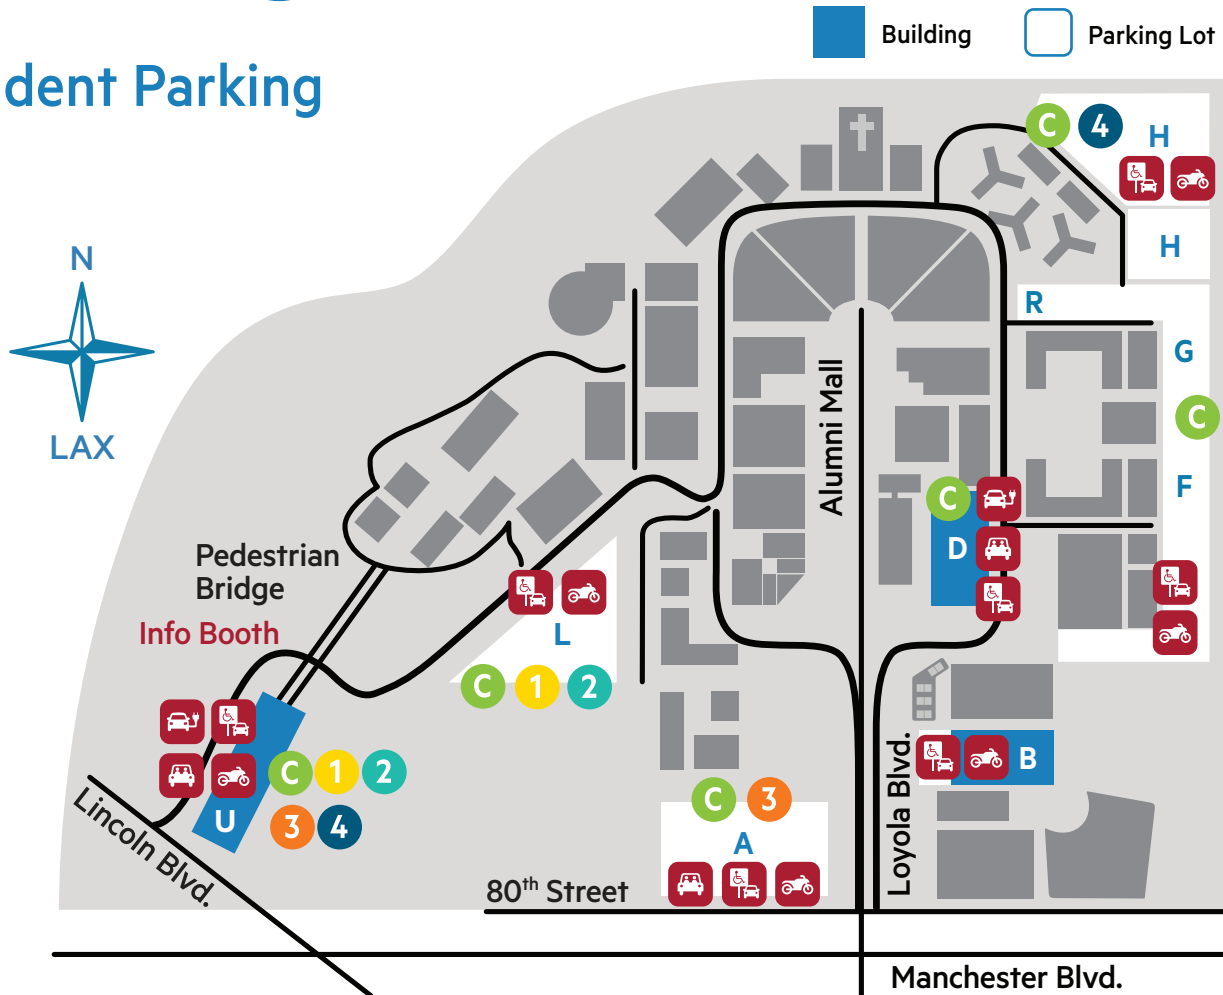 Building
Parking Lot
dent Parking
C
4
H
N
H
R
G
LAX
Alumni Mall
C
F
C
D
Pedestrian
Bridge
Info Booth
L
C
1
2
Loyola Blvd.
B
C
1
2
U
3
4
C
3
A
Lincoln Blvd.
80th Street
Manchester Blvd.